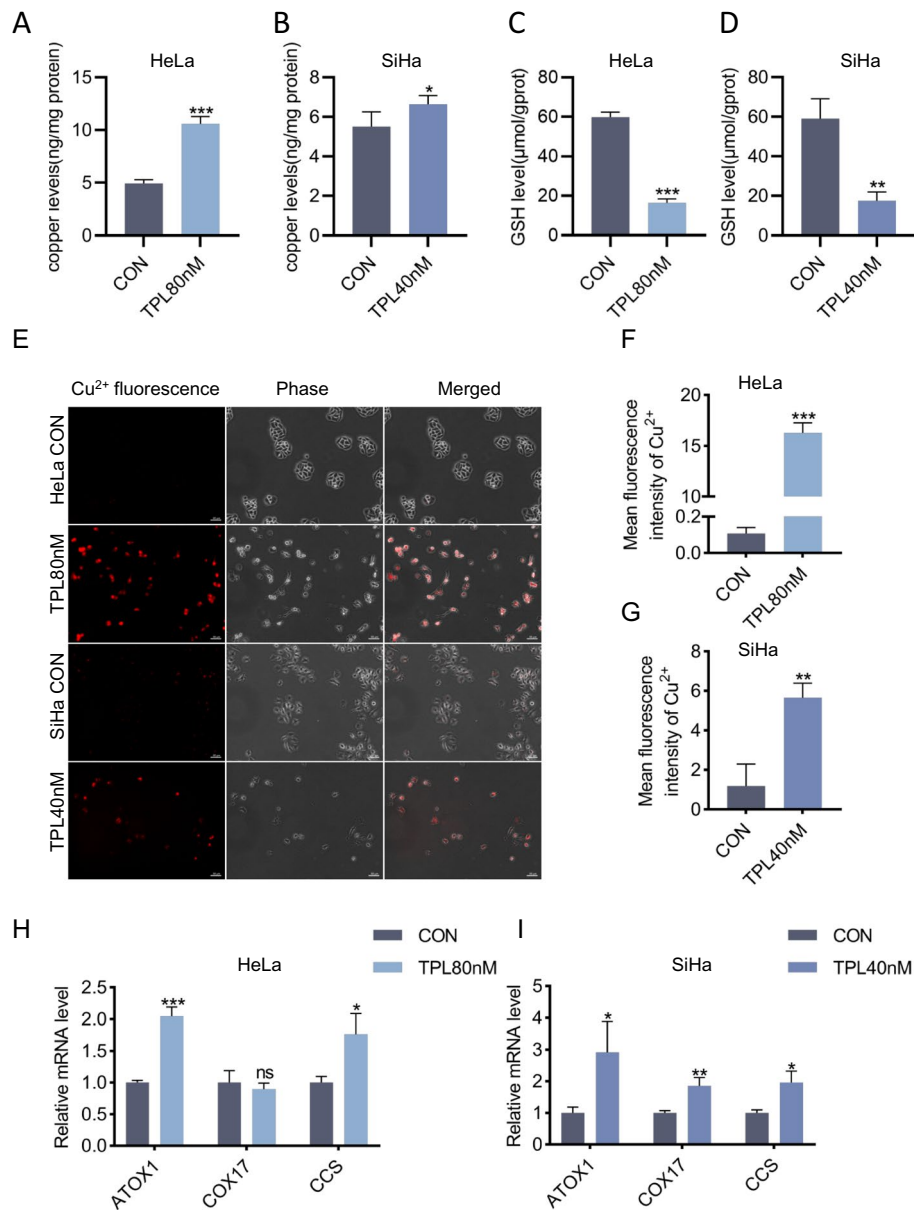 A
B
C
D
HeLa
SiHa
HeLa
SiHa
copper levels(ng/mg protein)
15
10
5
0
***
CON
TPL80nM
copper levels(ng/mg protein)
8
6
4
2
0
*
CON
TPL40nM
GSH level(μmol/gprot)
80
60
40
20
0
***
CON
TPL80nM
GSH level(μmol/gprot)
80
60
40
20
0
**
CON
TPL40nM
E
Cu²⁺ fluorescence
Phase
Merged
HeLa CON
TPL80nM
SiHa CON
TPL40nM
F
HeLa
Mean fluorescence
intensity of Cu²⁺
20
15
10
0.2
0.0
***
CON
TPL80nM
G
SiHa
Mean fluorescence
intensity of Cu²⁺
8
6
4
2
0
**
CON
TPL40nM
H
CON
TPL80nM
HeLa
Relative mRNA level
2.5
2.0
1.5
1.0
0.5
0.0
***
ns
*
ATOX1
COX17
CCS
I
CON
TPL40nM
SiHa
Relative mRNA level
5
4
3
2
1
0
*
**
*
ATOX1
COX17
CCS